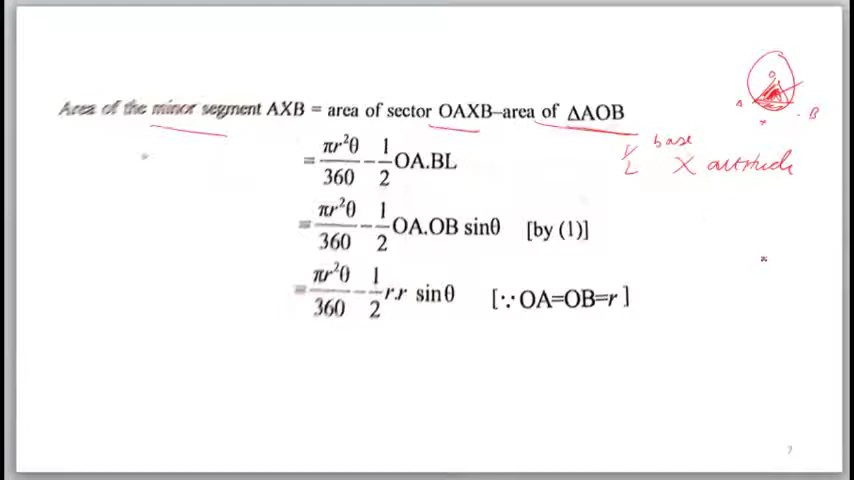 Area of the minor segment AXB = area of sector OAXB–area of ΔAOB
= πr²θ/360 − 1/2 OA.BL
= πr²θ/360 − 1/2 OA.OB sinθ [by (1)]
= πr²θ/360 − 1/2 r.r sinθ [∵ OA=OB=r]
O
A
B
x
base
1/2 X altitude
7